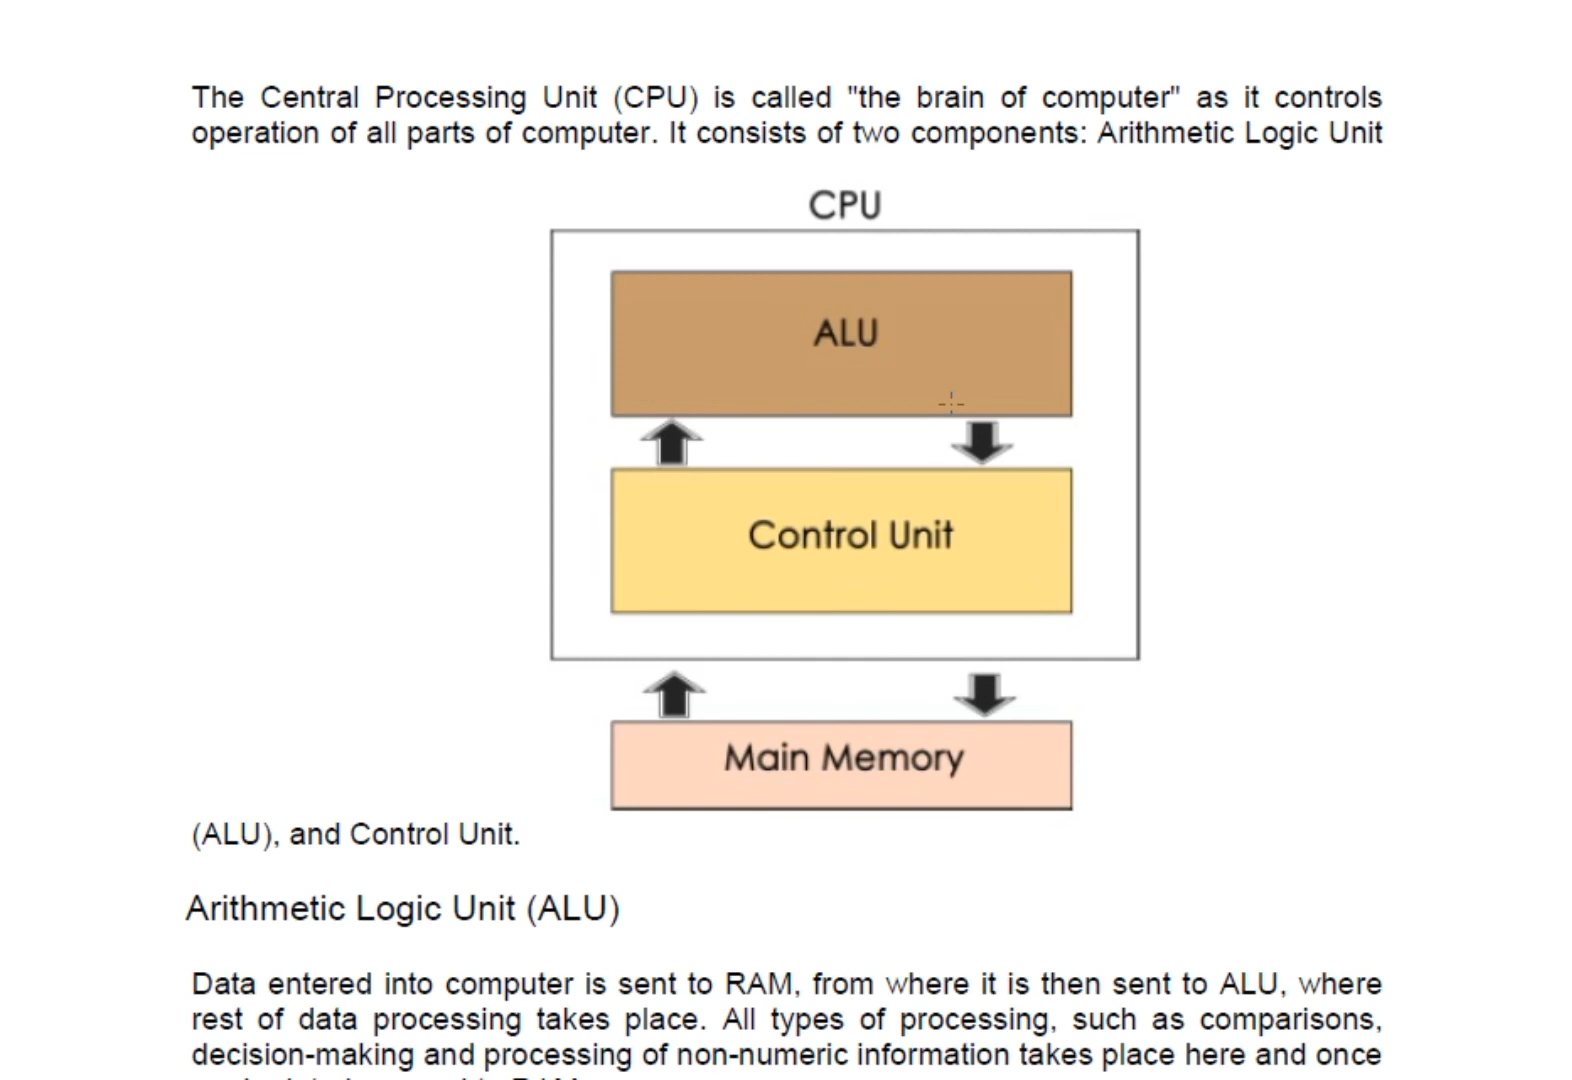 The Central Processing Unit (CPU) is called "the brain of computer" as it controls
operation of all parts of computer. It consists of two components: Arithmetic Logic Unit
CPU
ALU
Control Unit
Main Memory
(ALU), and Control Unit.
Arithmetic Logic Unit (ALU)
Data entered into computer is sent to RAM, from where it is then sent to ALU, where
rest of data processing takes place. All types of processing, such as comparisons,
decision-making and processing of non-numeric information takes place here and once